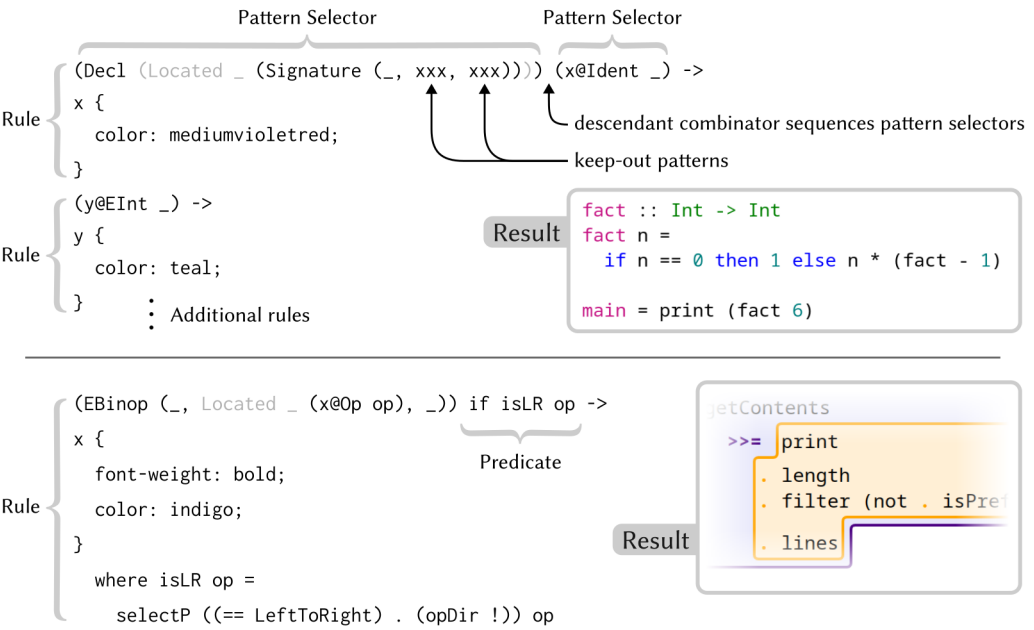 Pattern Selector
Pattern Selector
(Decl (Located _ (Signature (_, xxx, xxx)))) (x@Ident _) ->
Rule
x {
color: mediumvioletred;
}
descendant combinator sequences pattern selectors
keep-out patterns
(y@EInt _) ->
Rule
y {
color: teal;
}
Additional rules
Result
fact :: Int -> Int
fact n =
if n == 0 then 1 else n * (fact - 1)
main = print (fact 6)
(EBinop (_, Located _ (x@Op op), _)) if isLR op ->
Predicate
Rule
x {
font-weight: bold;
color: indigo;
}
where isLR op =
selectP ((== LeftToRight) . (opDir !)) op
Result
getContents
>>= print
. length
. filter (not . isPref
. lines